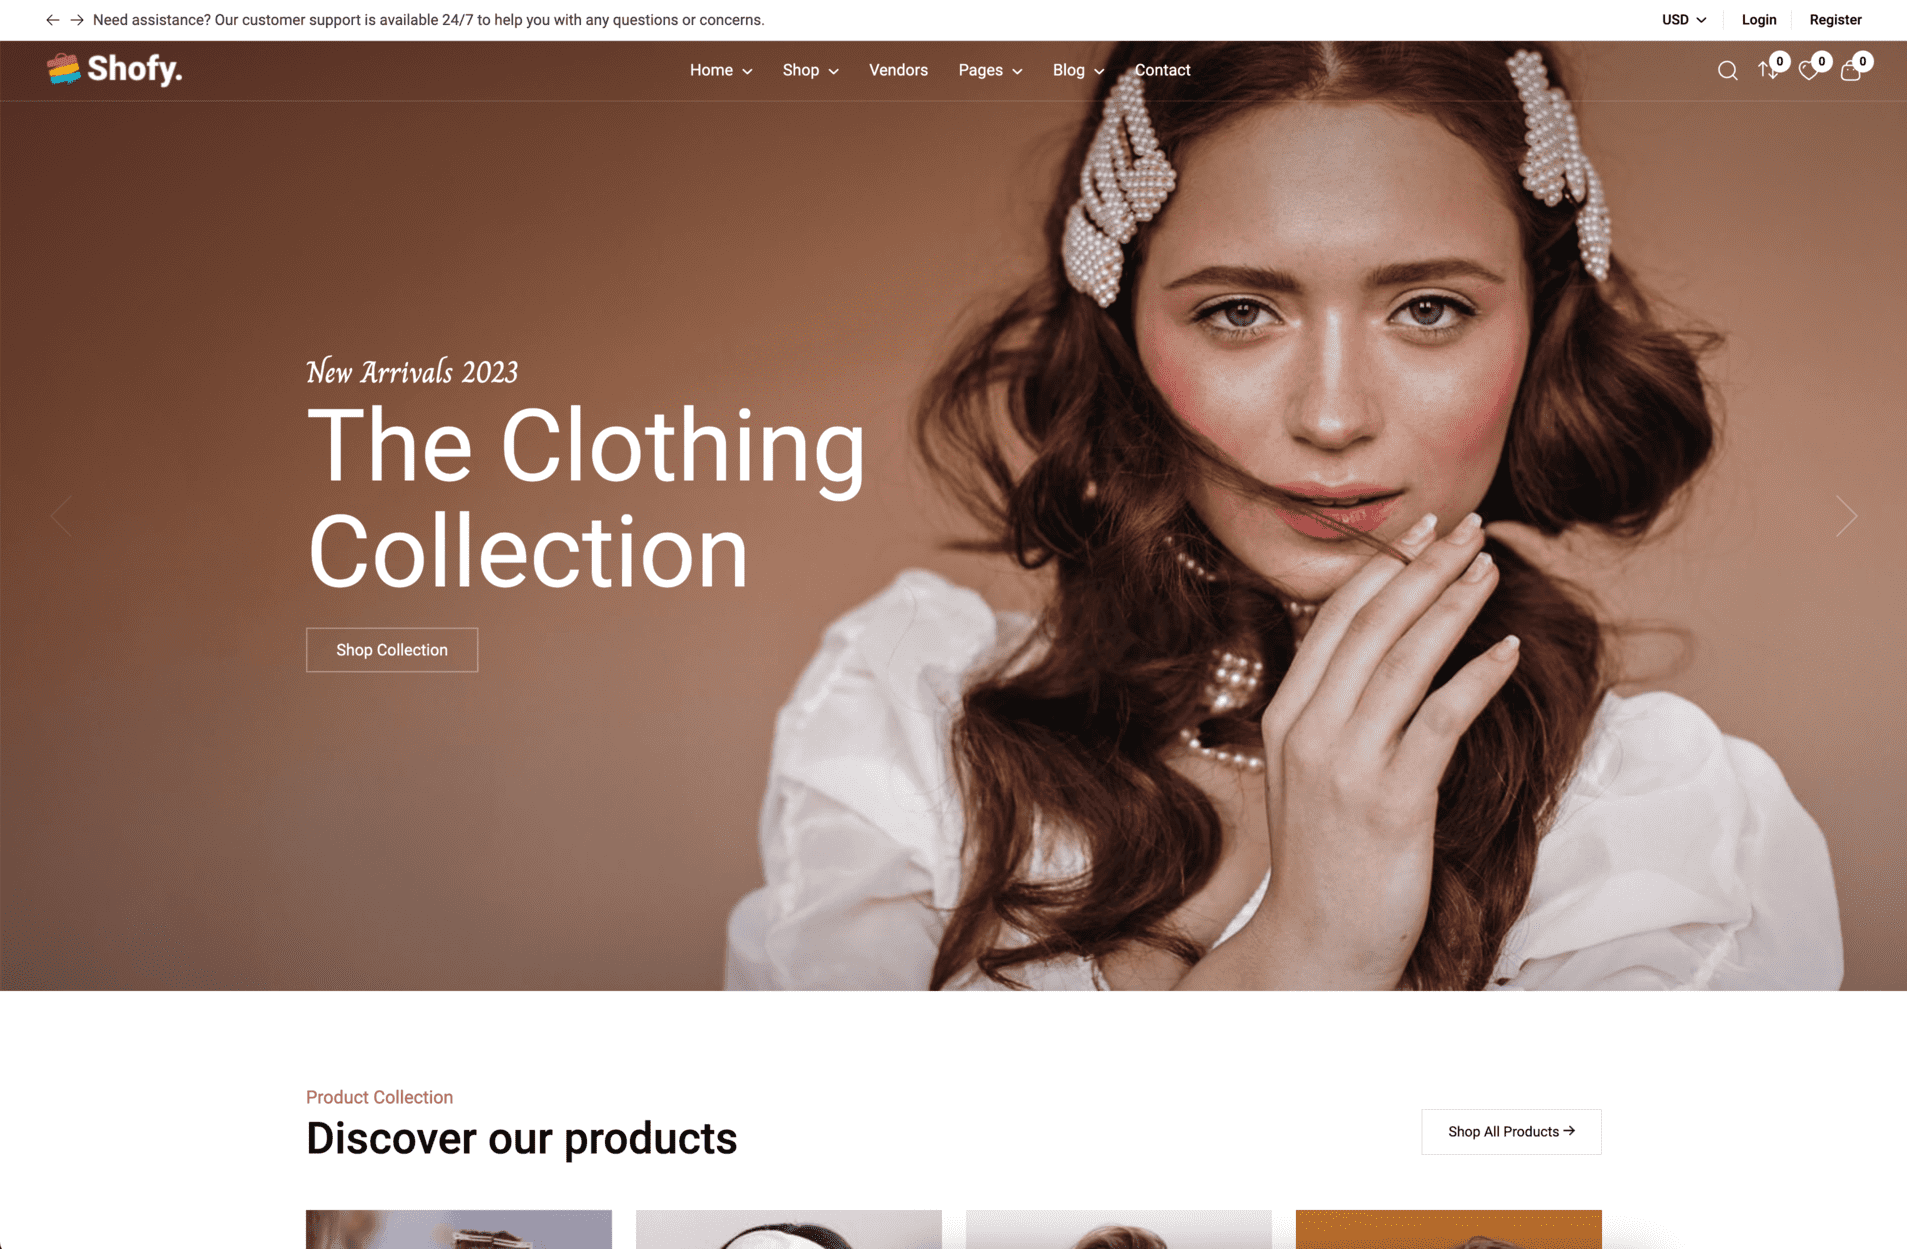 Need assistance? Our customer support is available 24/7 to help you with any questions or concerns.
USD
Login
Register
Shofy.
Home
Shop
Vendors
Pages
Blog
Contact
0
0
0
New Arrivals 2023
The Clothing
Collection
Shop Collection
Product Collection
Discover our products
Shop All Products